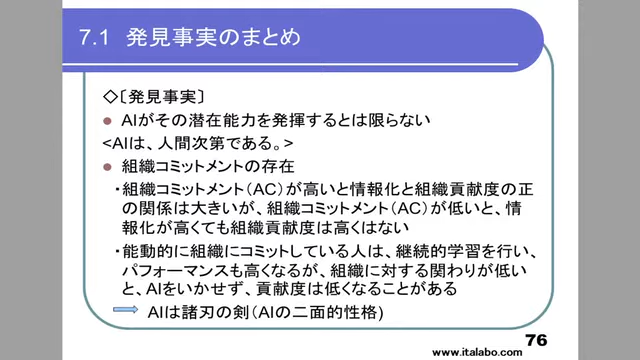 7.1 発見事実のまとめ
◇〔発見事実〕
● AIがその潜在能力を発揮するとは限らない
<AIは、人間次第である。>
● 組織コミットメントの存在
・組織コミットメント(AC)が高いと情報化と組織貢献度の正
の関係は大きいが、組織コミットメント(AC)が低いと、情
報化が高くても組織貢献度は高くはない
・能動的に組織にコミットしている人は、継続的学習を行い、
パフォーマンスも高くなるが、組織に対する関わりが低い
と、AIをいかせず、貢献度は低くなることがある
AIは諸刃の剣(AIの二面的性格)
76
www.italabo.com